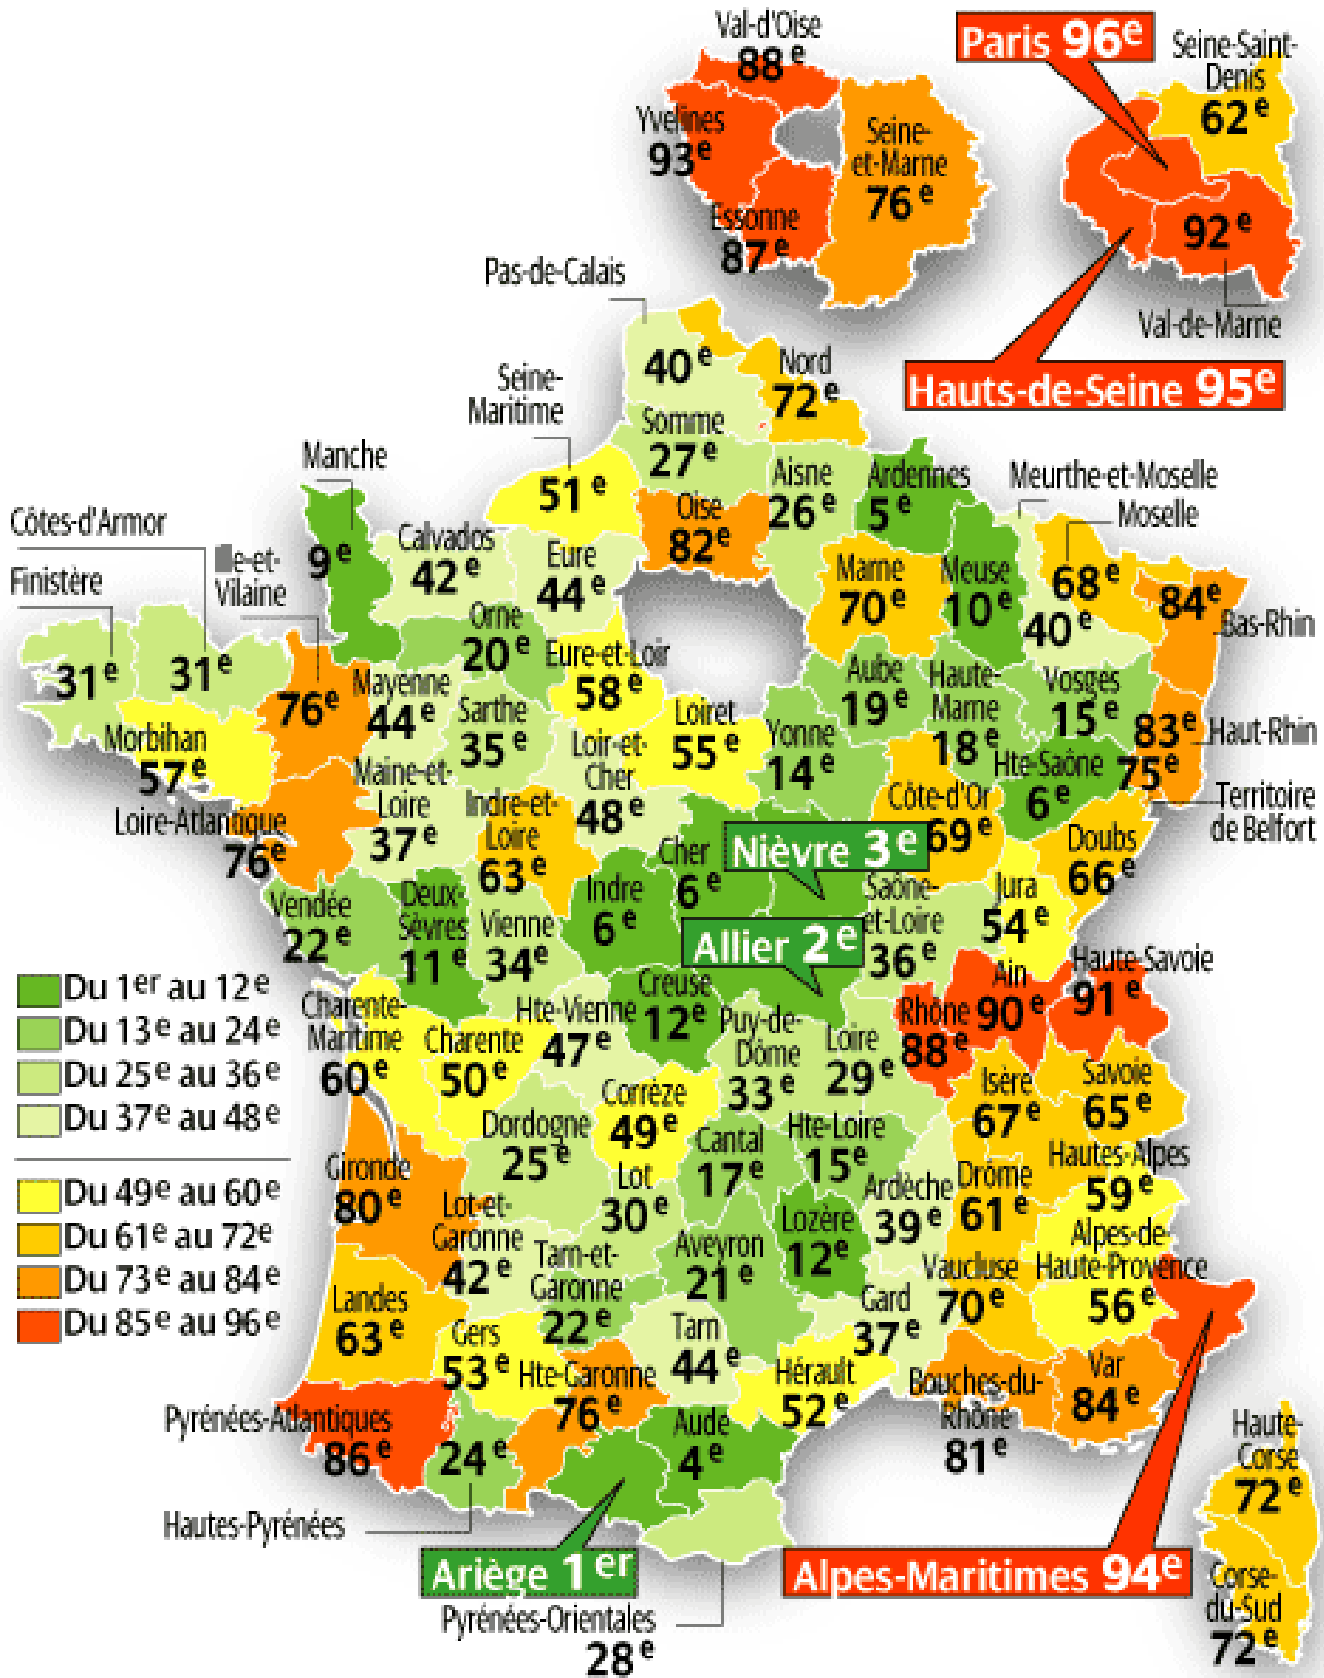 Val-d'Oise
88e
Paris 96e
Seine-Saint-
Denis
62e
Yvelines
93e
Seine-
et-Marne
76e
Essonne
87e
92e
Val-de-Marne
Hauts-de-Seine 95e
Pas-de-Calais
40e
Nord
72e
Seine-
Maritime
51e
Somme
27e
Manche
9e
Aisne
26e
Ardennes
5e
Meurthe-et-Moselle
40e
Moselle
68e
Oise
82e
Côtes-d'Armor
31e
Finistère
31e
Ille-et-
Vilaine
76e
Calvados
42e
Eure
44e
Marne
70e
Meuse
10e
84e
Bas-Rhin
Orne
20e
Eure-et-Loir
58e
Mayenne
44e
Sarthe
35e
Loiret
55e
Aube
19e
Haute-
Marne
18e
Vosges
15e
83e
Haut-Rhin
Morbihan
57e
Loir-et-
Cher
48e
Yonne
14e
Hte-Saône
6e
75e
Territoire
de Belfort
Loire-Atlantique
76e
Maine-et-
Loire
37e
Indre-et-
Loire
63e
Côte-d'Or
69e
Doubs
66e
Cher
6e
Nièvre 3e
Vendée
22e
Deux-
Sèvres
11e
Vienne
34e
Indre
6e
Allier 2e
Saône-
et-Loire
36e
Jura
54e
Du 1er au 12e
Du 13e au 24e
Du 25e au 36e
Du 37e au 48e
Du 49e au 60e
Du 61e au 72e
Du 73e au 84e
Du 85e au 96e
Charente-
Maritime
60e
Charente
50e
Hte-Vienne
47e
Creuse
12e
Puy-de-
Dôme
33e
Loire
29e
Rhône
88e
Ain
90e
Haute-Savoie
91e
Isère
67e
Savoie
65e
Dordogne
25e
Corrèze
49e
Cantal
17e
Hte-Loire
15e
Ardèche
39e
Drôme
61e
Hautes-Alpes
59e
Gironde
80e
Lot-et-
Garonne
42e
Lot
30e
Lozère
12e
Aveyron
21e
Tarn-et-
Garonne
22e
Vaucluse
70e
Alpes-de-
Haute-Provence
56e
Landes
63e
Gers
53e
Hte-Garonne
76e
Tarn
44e
Gard
37e
Hérault
52e
Bouches-du-
Rhône
81e
Var
84e
Pyrénées-Atlantiques
86e
24e
Hautes-Pyrénées
Aude
4e
Ariège 1er
Pyrénées-Orientales
28e
Alpes-Maritimes 94e
Haute-
Corse
72e
Corse-
du-Sud
72e